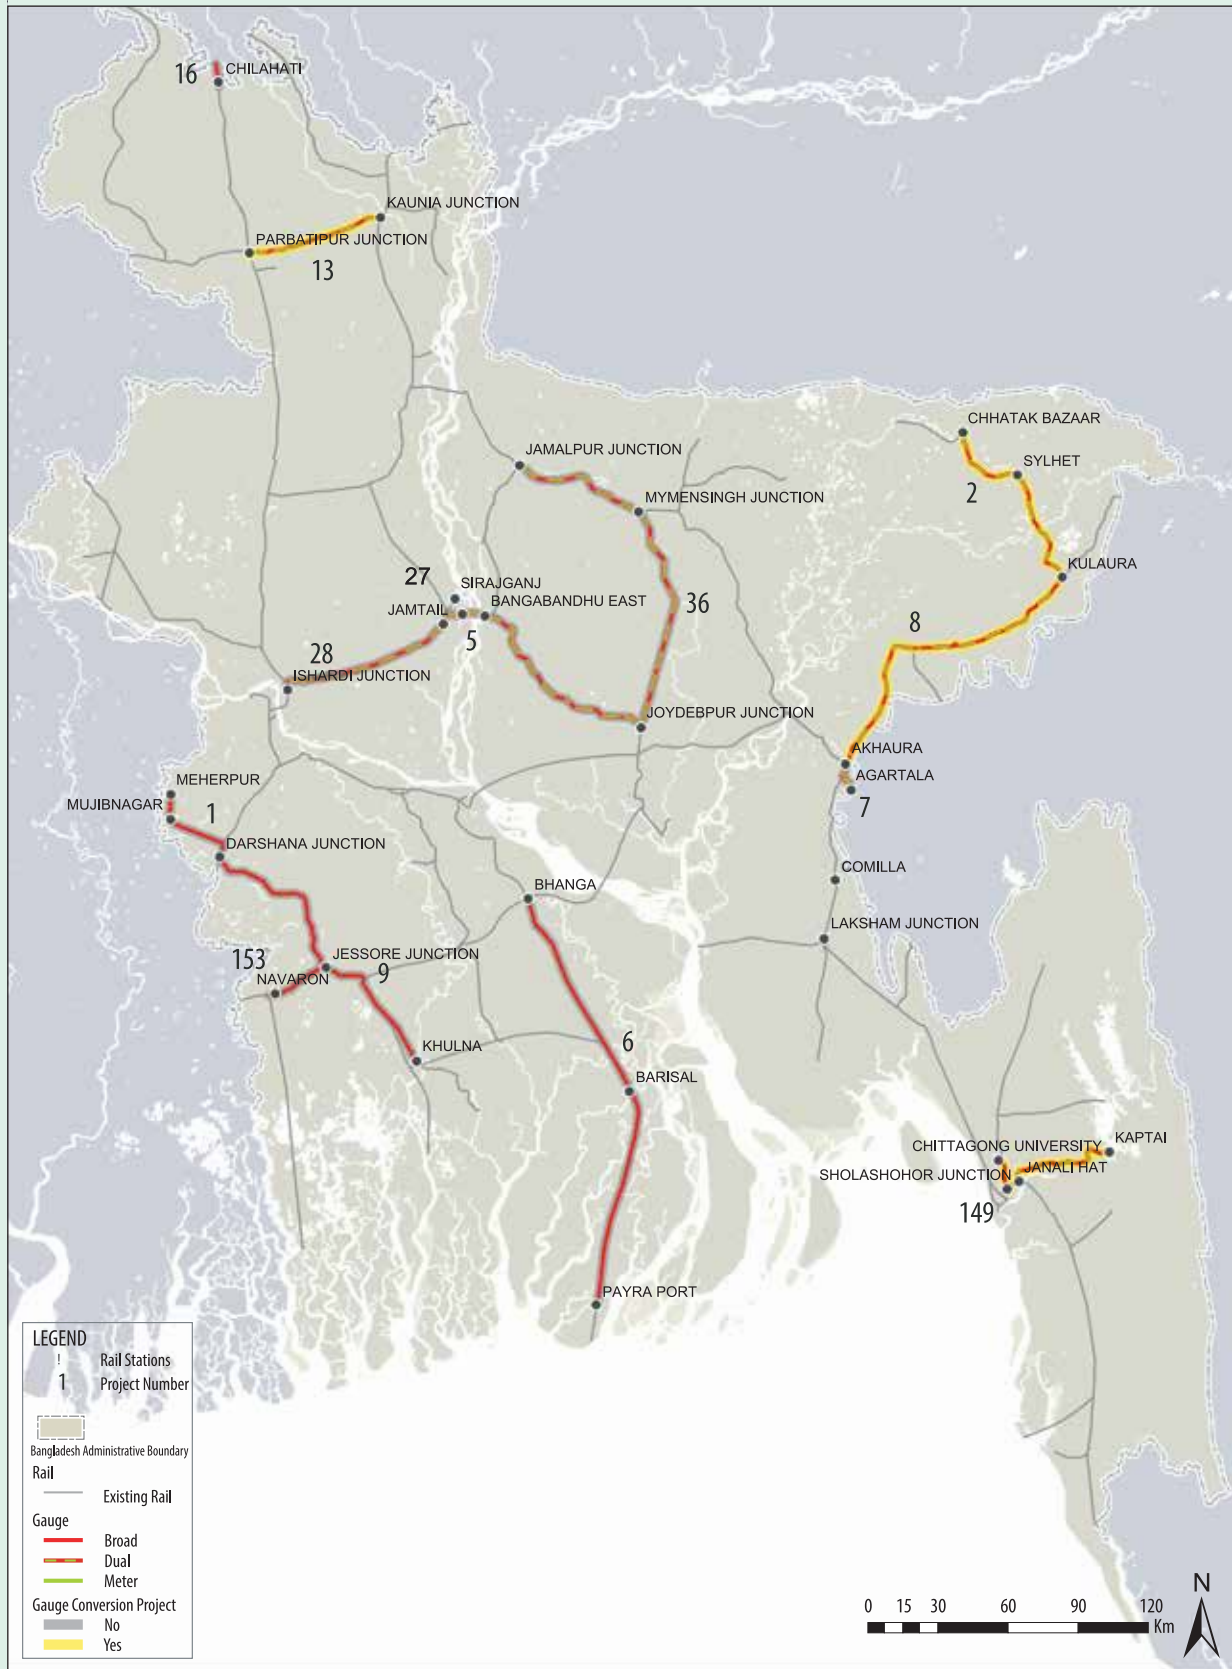 16
CHILAHATI
KAUNIA JUNCTION
PARBATIPUR JUNCTION
13
CHHATAK BAZAAR
JAMALPUR JUNCTION
SYLHET
2
MYMENSINGH JUNCTION
KULAURA
27
SIRAJGANJ
BANGABANDHU EAST
JAMTAIL
36
5
8
28
ISHARDI JUNCTION
JOYDEBPUR JUNCTION
AKHAURA
AGARTALA
7
MEHERPUR
MUJIBNAGAR
1
DARSHANA JUNCTION
COMILLA
BHANGA
LAKSHAM JUNCTION
153
JESSORE JUNCTION
9
NAVARON
KHULNA
6
BARISAL
CHITTAGONG UNIVERSITY
KAPTAI
JANALI HAT
SHOLASHOHOR JUNCTION
149
PAYRA PORT
LEGEND
! Rail Stations
1 Project Number
Bangladesh Administrative Boundary
Rail
Existing Rail
Gauge
Broad
Dual
Meter
Gauge Conversion Project
No
Yes
0 15 30 60 90 120
Km
N